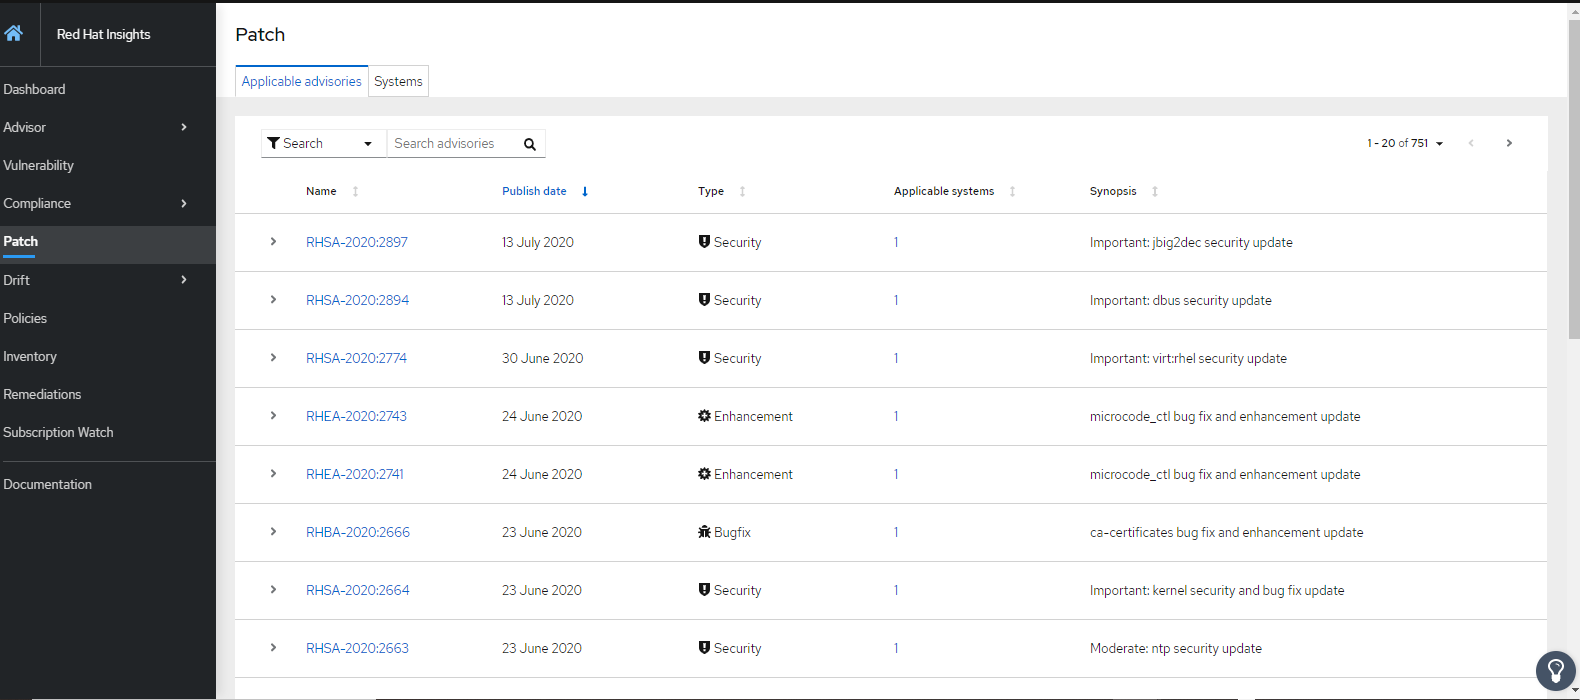 Red Hat Insights
Dashboard
Advisor
Vulnerability
Compliance
Patch
Drift
Policies
Inventory
Remediations
Subscription Watch
Documentation
Patch
Applicable advisories Systems
Search Search advisories 1 - 20 of 751
Name Publish date Type Applicable systems Synopsis
RHSA-2020:2897 13 July 2020 Security 1 Important: jbig2dec security update
RHSA-2020:2894 13 July 2020 Security 1 Important: dbus security update
RHSA-2020:2774 30 June 2020 Security 1 Important: virt:rhel security update
RHEA-2020:2743 24 June 2020 Enhancement 1 microcode_ctl bug fix and enhancement update
RHEA-2020:2741 24 June 2020 Enhancement 1 microcode_ctl bug fix and enhancement update
RHBA-2020:2666 23 June 2020 Bugfix 1 ca-certificates bug fix and enhancement update
RHSA-2020:2664 23 June 2020 Security 1 Important: kernel security and bug fix update
RHSA-2020:2663 23 June 2020 Security 1 Moderate: ntp security update